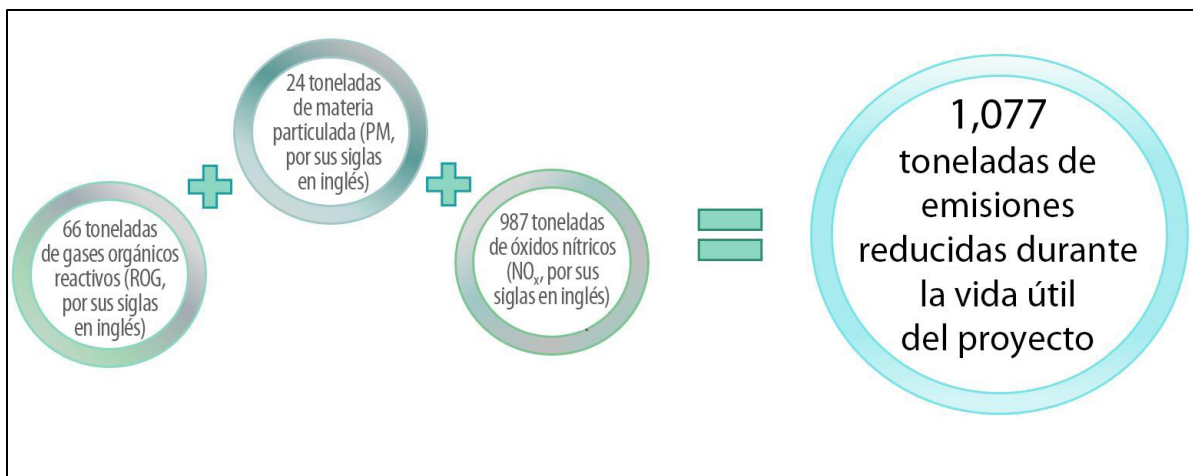 66 toneladas
de gases orgánicos
reactivos (ROG,
por sus siglas
en inglés)
24 toneladas
de materia
particulada (PM,
por sus siglas
en inglés)
987 toneladas
de óxidos nítricos
(NOx, por sus
siglas en inglés)
1,077
toneladas de
emisiones
reducidas durante
la vida útil
del proyecto